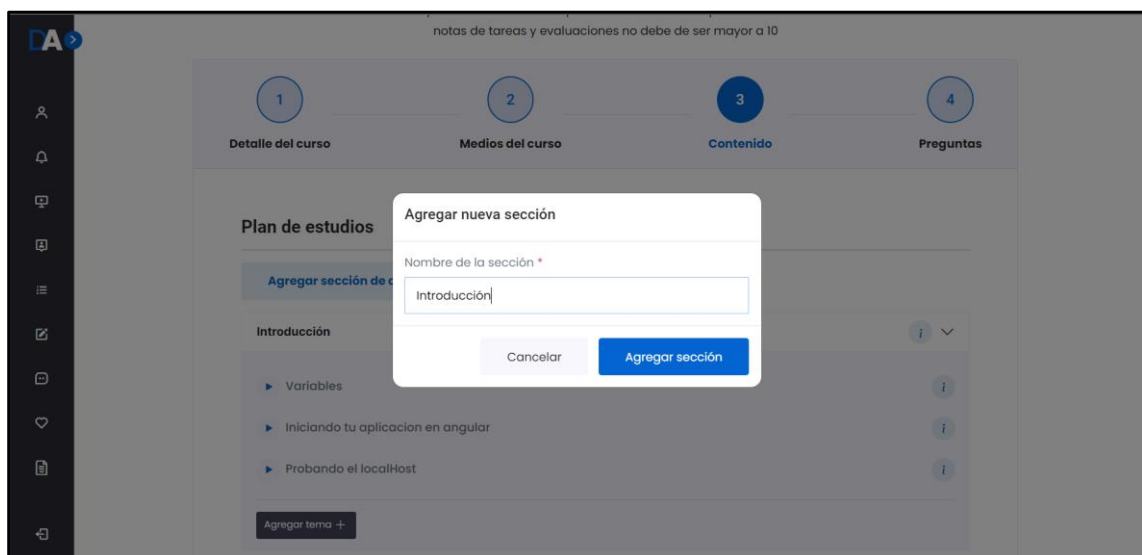 notas de tareas y evaluaciones no debe de ser mayor a 10
DA
1
2
3
4
Detalle del curso
Medios del curso
Contenido
Preguntas
Agregar nueva sección
Plan de estudios
Nombre de la sección *
Agregar sección de
Introducción
Introducción
i
Cancelar
Agregar sección
Variables
i
Iniciando tu aplicacion en angular
i
Probando el localHost
i
Agregar tema +